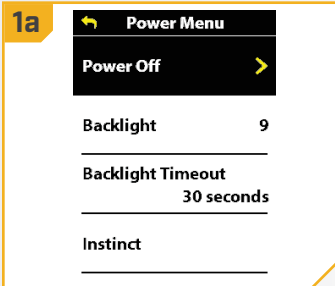 1a
Power Menu
Power Off
Backlight 9
Backlight Timeout
30 seconds
Instinct